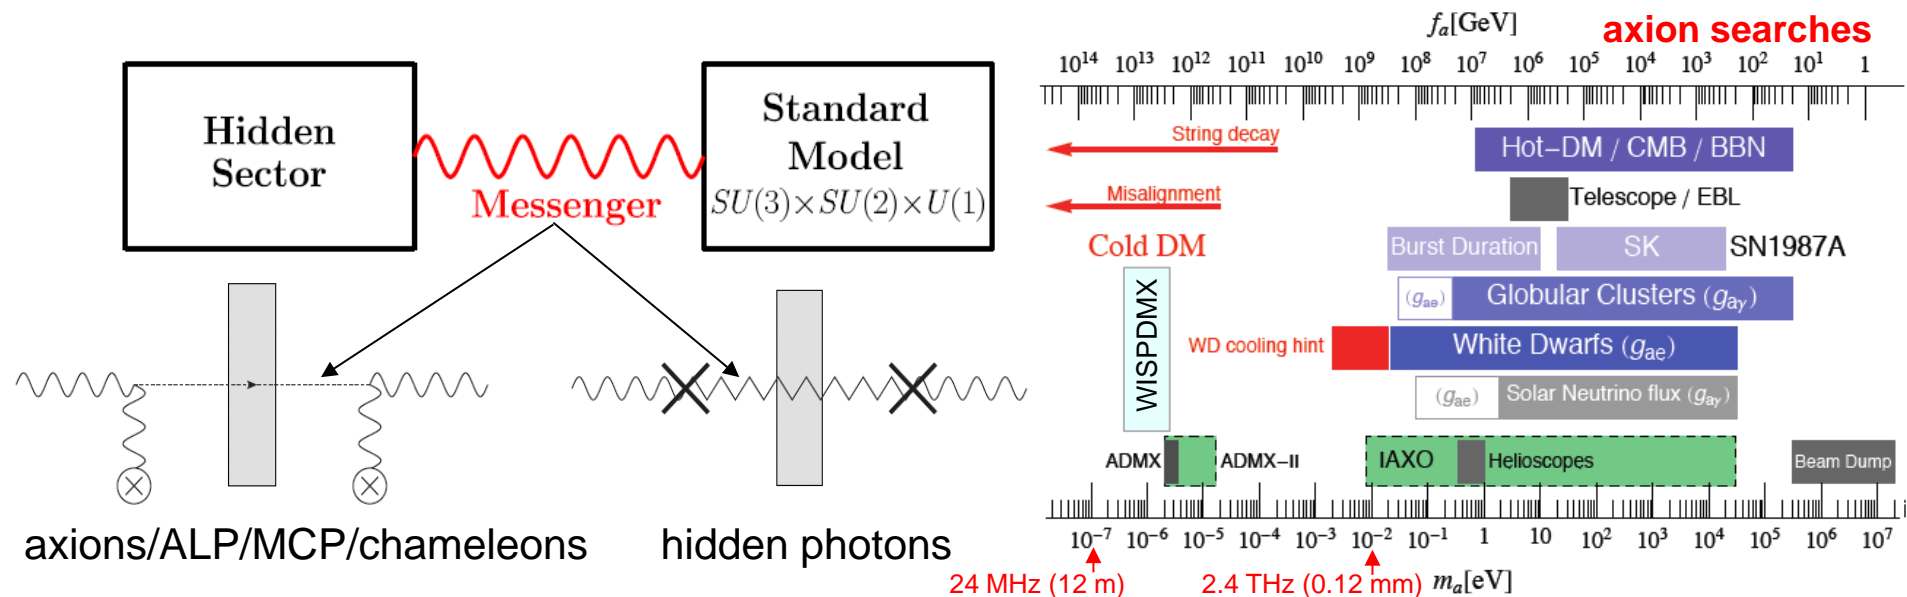 Hidden
Sector
Messenger
Standard
Model
SU(3)×SU(2)×U(1)
axions/ALP/MCP/chameleons
hidden photons
axion searches
f_a[GeV]
10^14 10^13 10^12 10^11 10^10 10^9 10^8 10^7 10^6 10^5 10^4 10^3 10^2 10^1 1
String decay
Hot-DM / CMB / BBN
Misalignment
Telescope / EBL
Cold DM
Burst Duration
SK
SN1987A
WISPDMX
(g_ae)
Globular Clusters (g_aγ)
WD cooling hint
White Dwarfs (g_ae)
(g_ae)
Solar Neutrino flux (g_aγ)
ADMX
ADMX-II
IAXO
Helioscopes
Beam Dump
10^-7 10^-6 10^-5 10^-4 10^-3 10^-2 10^-1 1 10 10^2 10^3 10^4 10^5 10^6 10^7
24 MHz (12 m)
2.4 THz (0.12 mm)
m_a[eV]